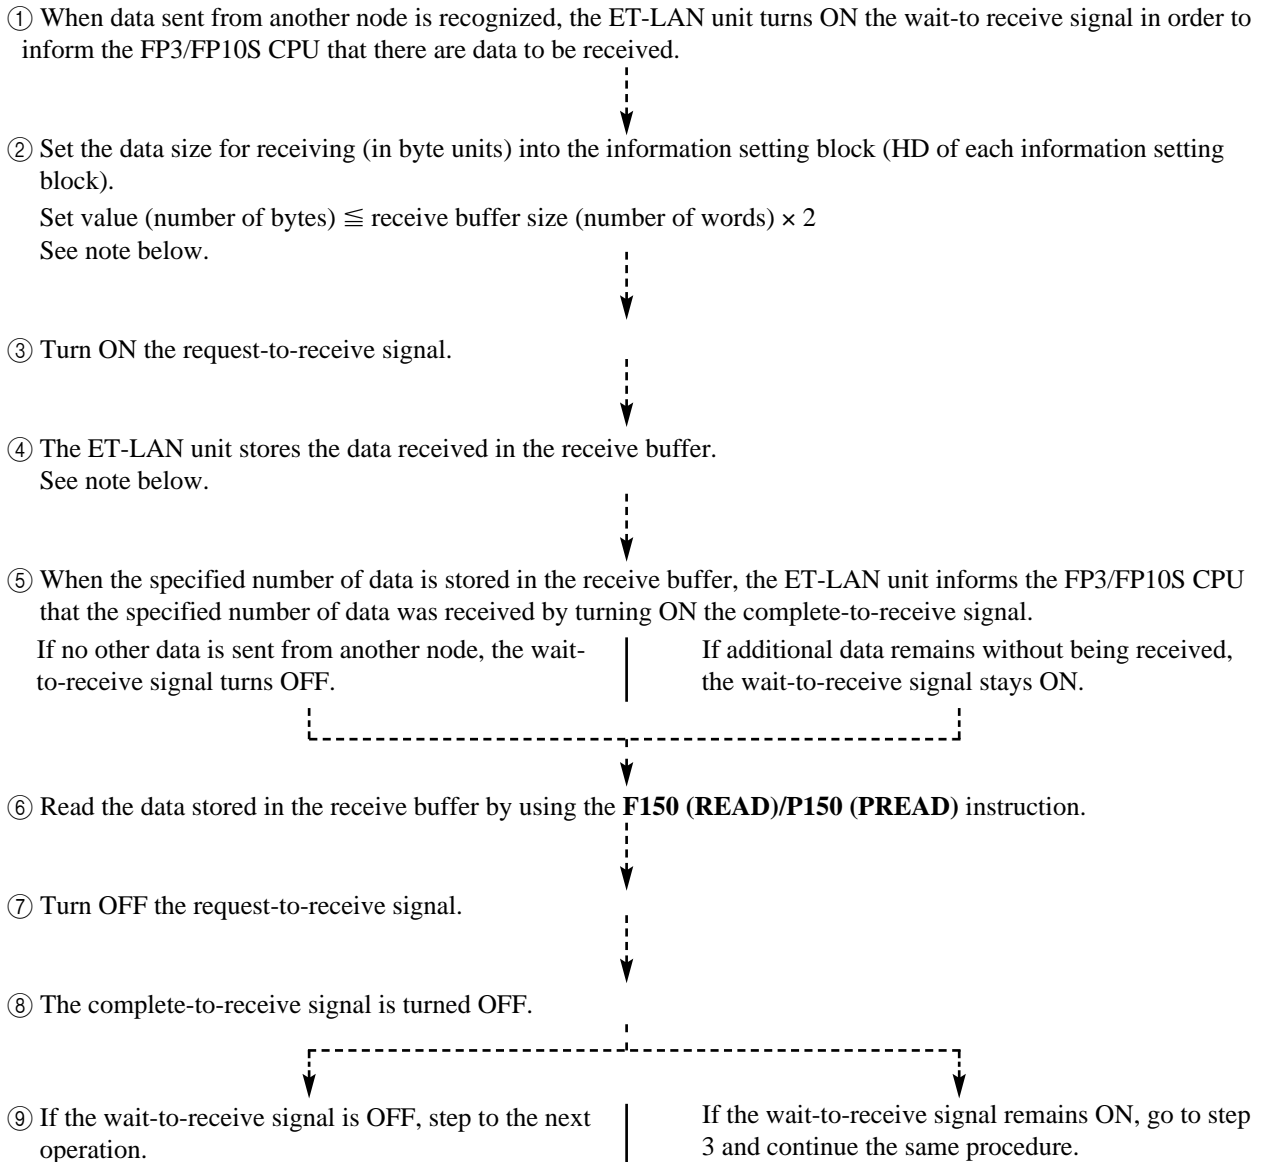 ① When data sent from another node is recognized, the ET-LAN unit turns ON the wait-to receive signal in order to
inform the FP3/FP10S CPU that there are data to be received.
② Set the data size for receiving (in byte units) into the information setting block (HD of each information setting
block).
Set value (number of bytes) ≦ receive buffer size (number of words) × 2
See note below.
③ Turn ON the request-to-receive signal.
④ The ET-LAN unit stores the data received in the receive buffer.
See note below.
⑤ When the specified number of data is stored in the receive buffer, the ET-LAN unit informs the FP3/FP10S CPU
that the specified number of data was received by turning ON the complete-to-receive signal.
If no other data is sent from another node, the wait-
to-receive signal turns OFF.
If additional data remains without being received,
the wait-to-receive signal stays ON.
⑥ Read the data stored in the receive buffer by using the F150 (READ)/P150 (PREAD) instruction.
⑦ Turn OFF the request-to-receive signal.
⑧ The complete-to-receive signal is turned OFF.
⑨ If the wait-to-receive signal is OFF, step to the next
operation.
If the wait-to-receive signal remains ON, go to step
3 and continue the same procedure.